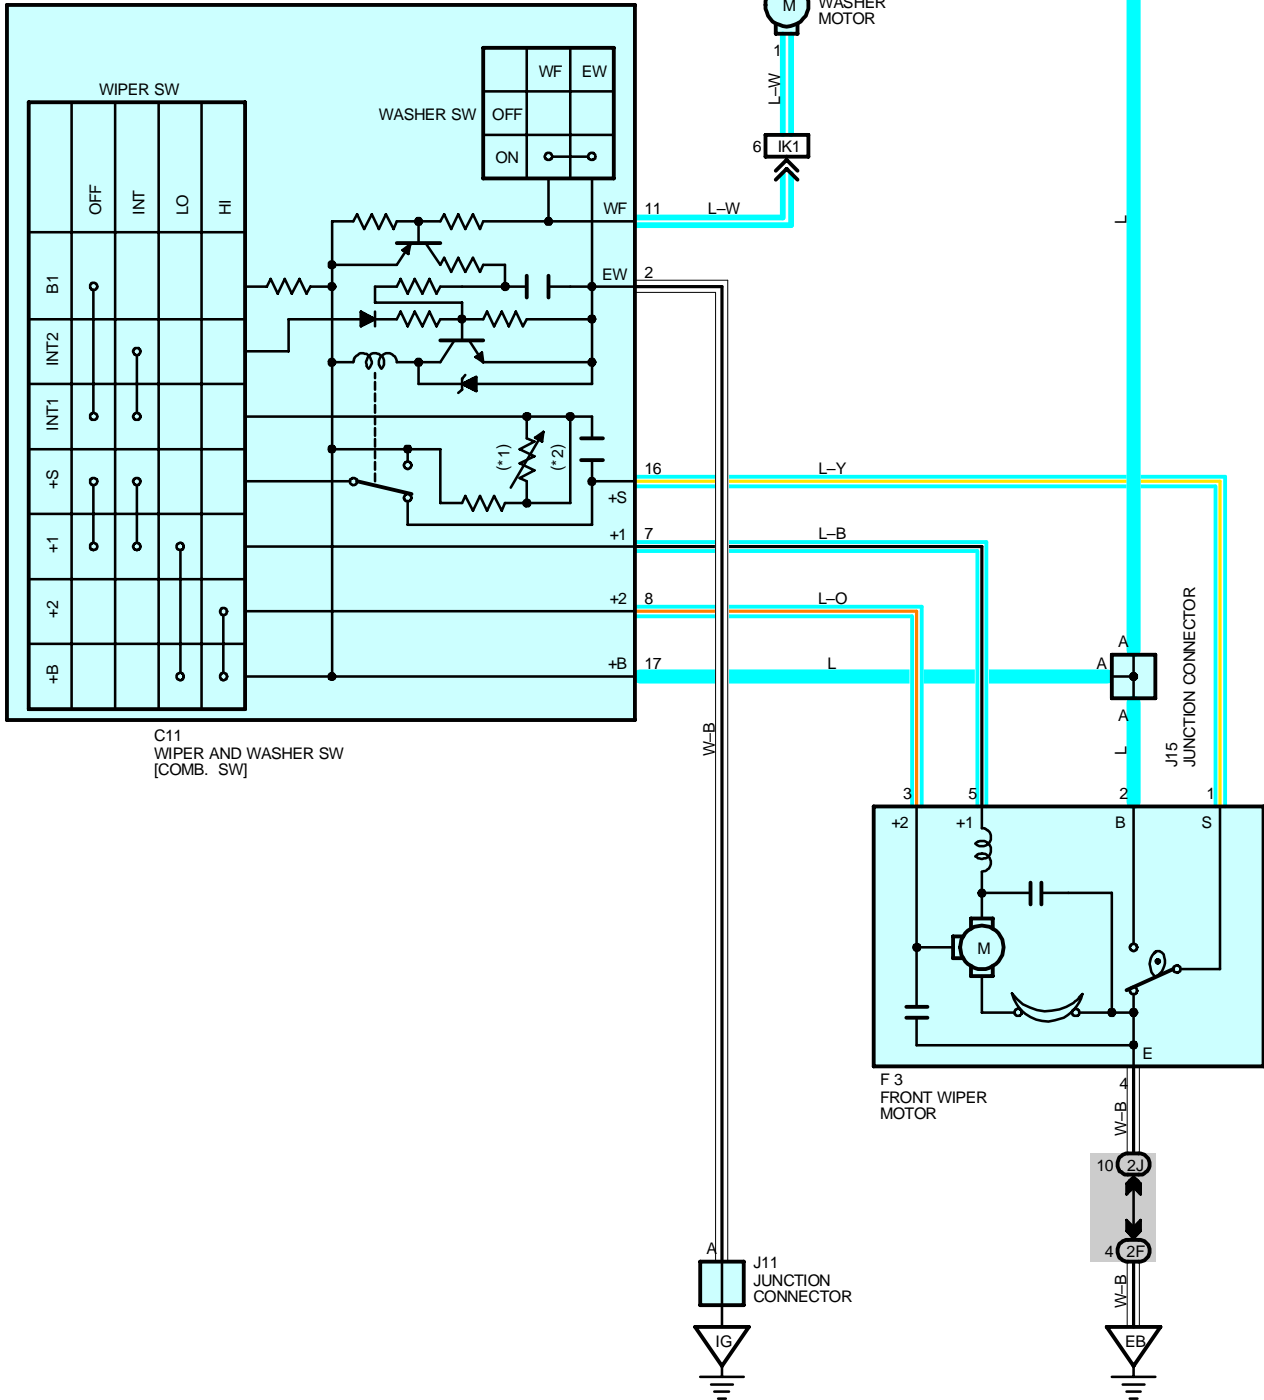 M
WASHER
MOTOR
1
L–W
6 IK1
WIPER SW
OFF
INT
LO
HI
B1
INT2
INT1
+S
+1
+2
+B
WASHER SW
WF EW
OFF
ON
WF 11 L–W
EW 2
(*1)
(*2)
+S 16 L–Y
+1 7 L–B
+2 8 L–O
+B 17 L
L
A
A
A
L
J15
JUNCTION CONNECTOR
C11
WIPER AND WASHER SW
[COMB. SW]
W–B
3 5 2 1
+2 +1 B S
M
E
F 3
FRONT WIPER
MOTOR
4
W–B
10 2J
4 2F
W–B
EB
A
J11
JUNCTION
CONNECTOR
IG